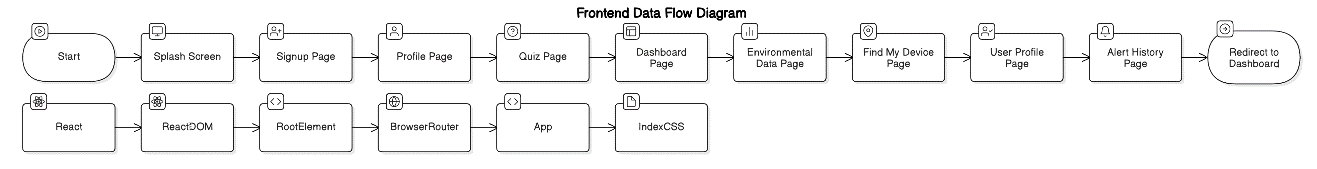 Frontend Data Flow Diagram
Start
Splash Screen
Signup Page
Profile Page
Quiz Page
Dashboard
Page
Environmental
Data Page
Find My Device
Page
User Profile
Page
Alert History
Page
Redirect to
Dashboard
React
ReactDOM
RootElement
BrowserRouter
App
IndexCSS